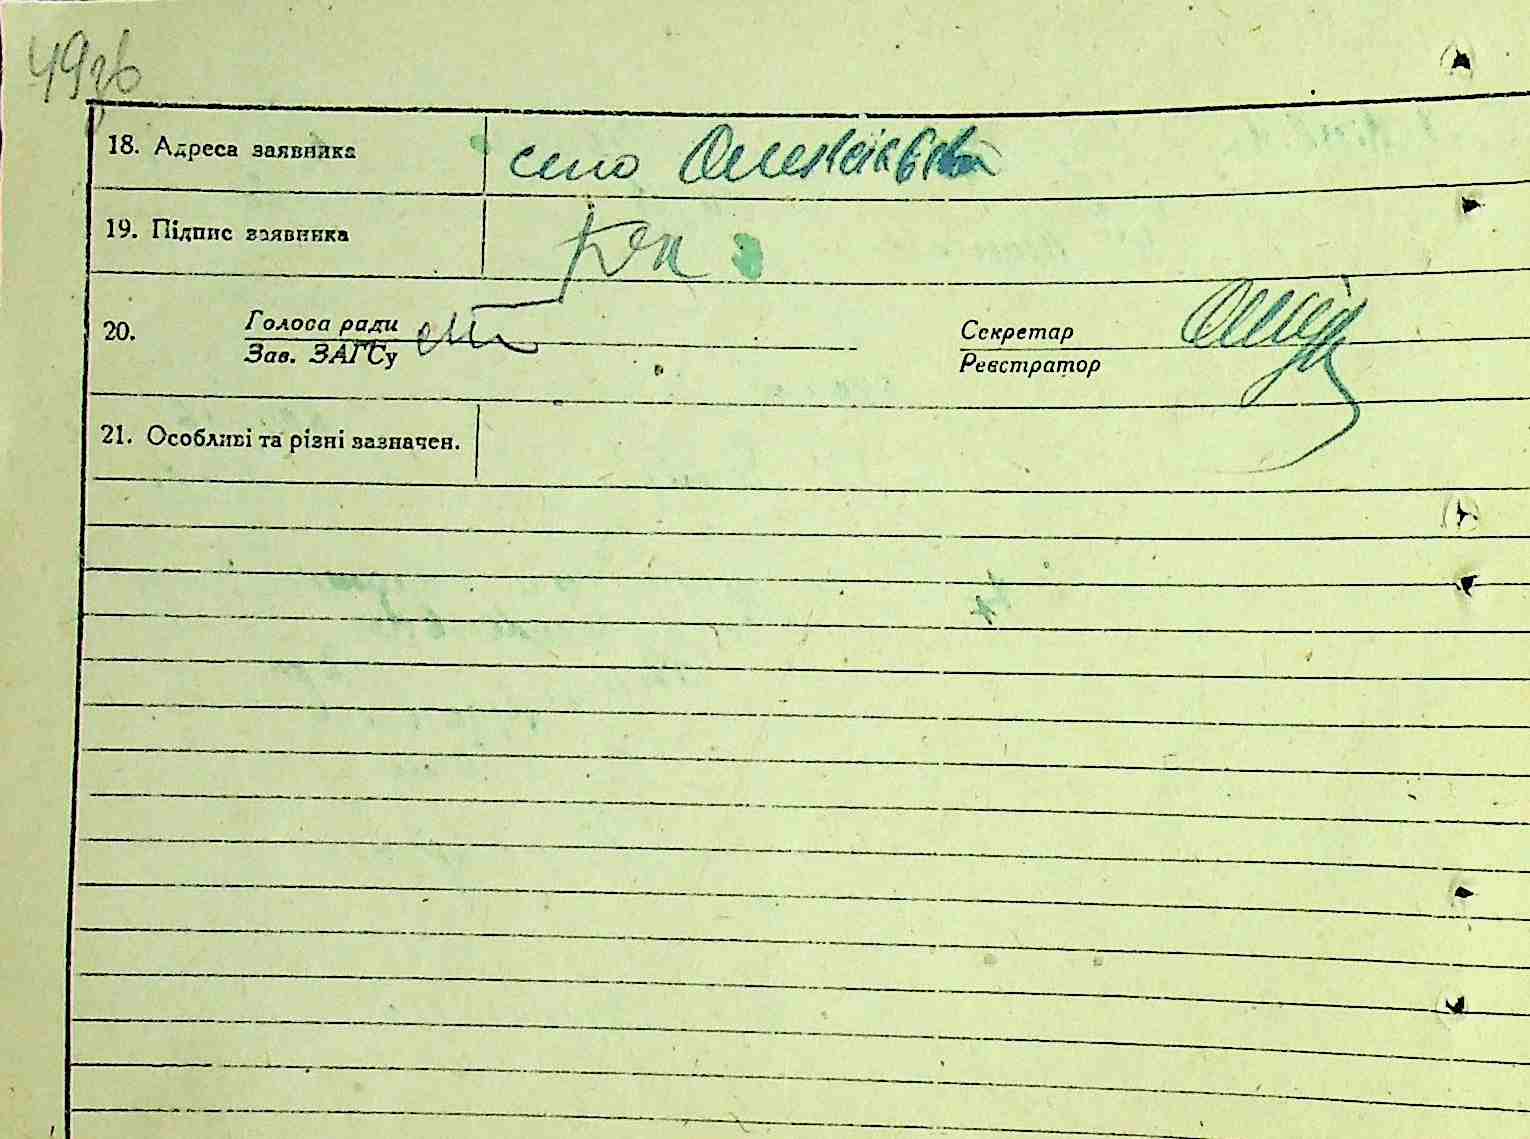 49зв
18. Адреса заявника село Олексіївка
19. Підпис заявника
20. Голова ради Секретар
Зав. ЗАГСу Реєстратор
21. Особливі та різні зазначен.